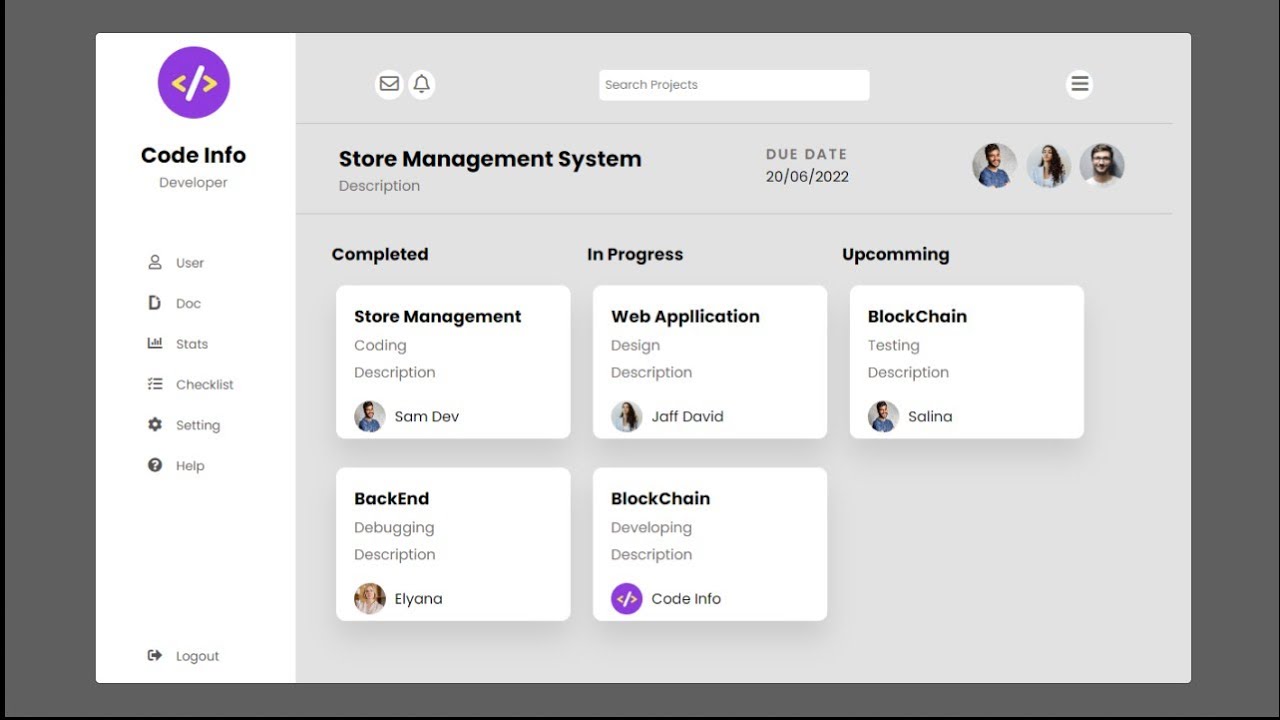 </>
Code Info
Developer
User
Doc
Stats
Checklist
Setting
Help
Logout
Search Projects
Store Management System
Description
DUE DATE
20/06/2022
Completed
Store Management
Coding
Description
Sam Dev
BackEnd
Debugging
Description
Elyana
In Progress
Web Appllication
Design
Description
Jaff David
BlockChain
Developing
Description
</>
Code Info
Upcomming
BlockChain
Testing
Description
Salina